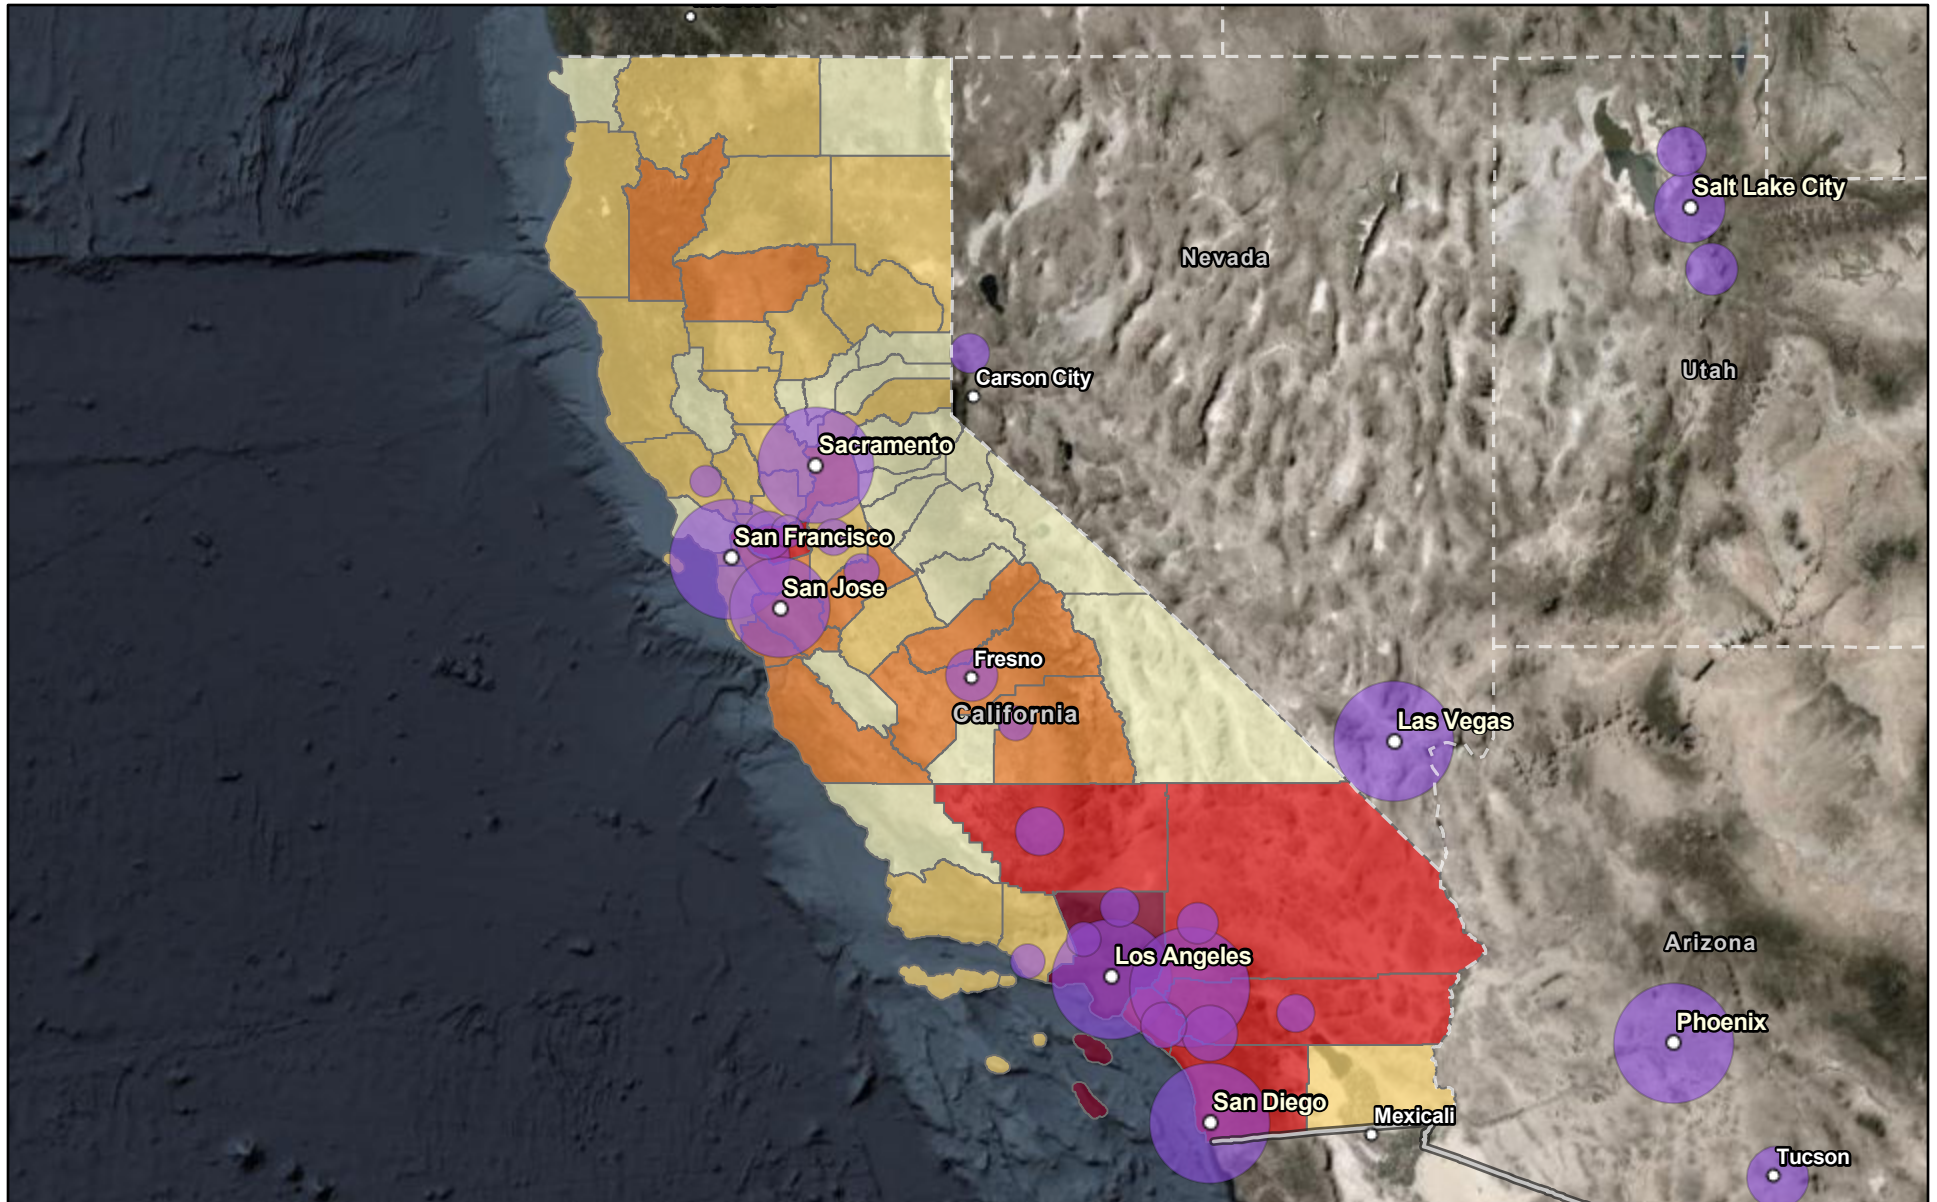 Salt Lake City
Nevada
Utah
Carson City
Sacramento
San Francisco
San Jose
Fresno
California
Las Vegas
Arizona
Los Angeles
Phoenix
San Diego
Mexicali
Tucson